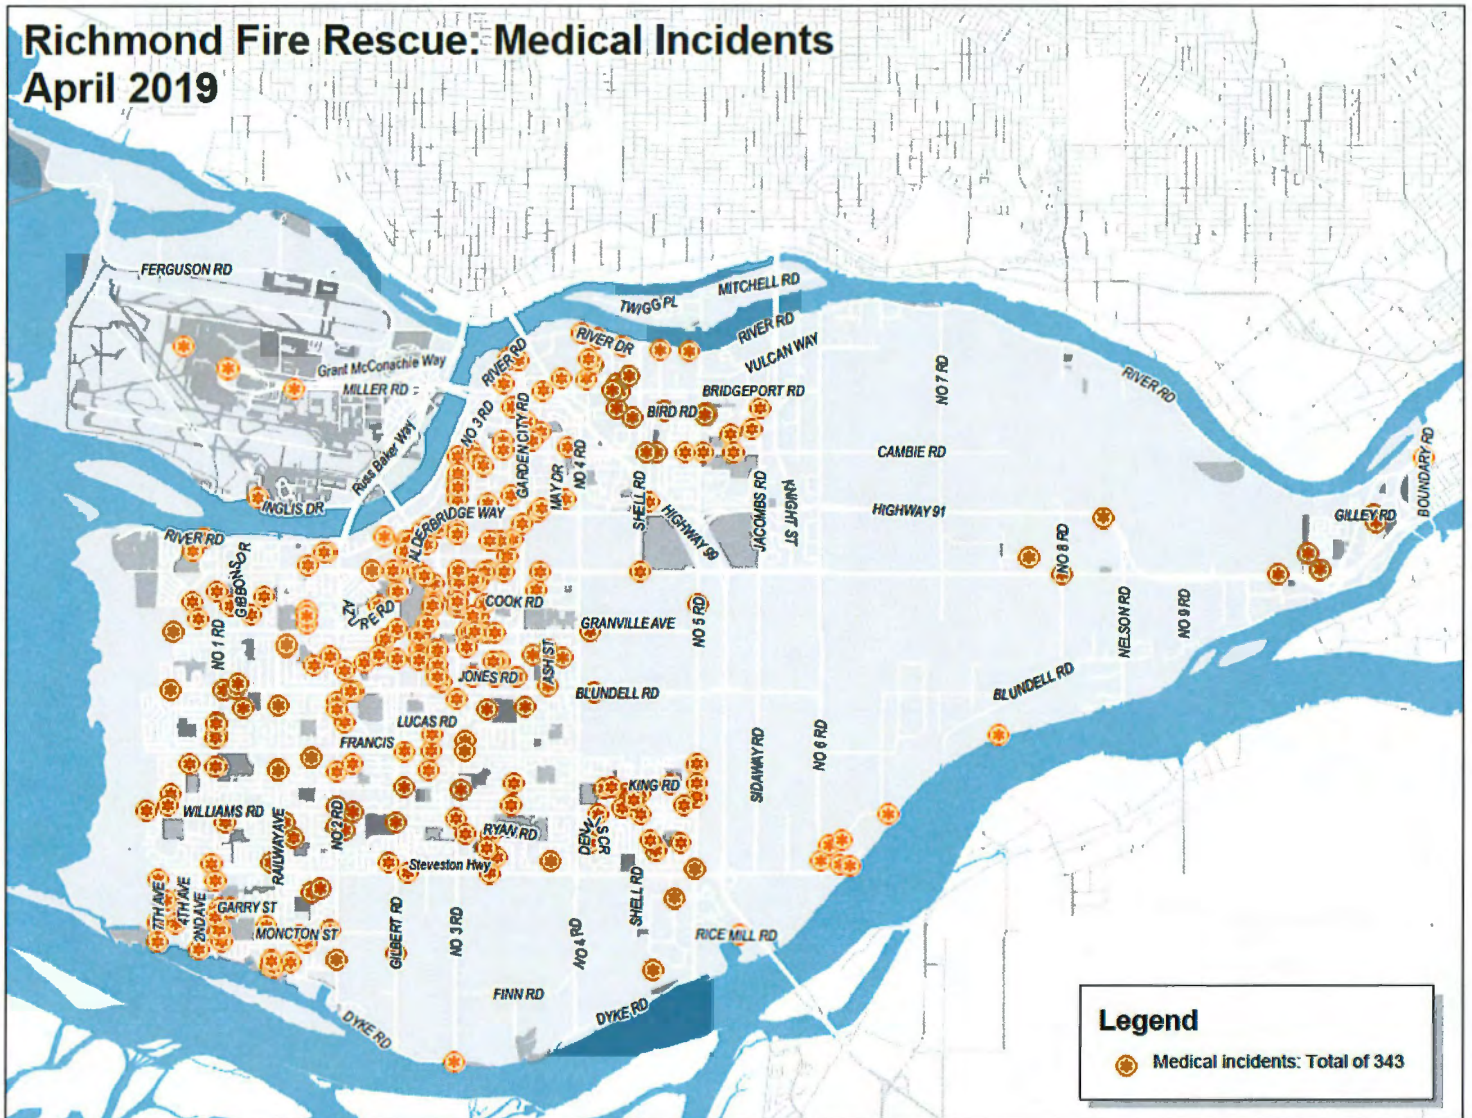 Richmond Fire Rescue: Medical Incidents
April 2019
FERGUSON RD
MITCHELL RD
TWIGG PL
RIVER RD
RIVER DR
VULCAN WAY
RIVER RD
Grant McConachie Way
MILLER RD
BRIDGEPORT RD
NO 7 RD
RIVER RD
BIRD RD
NO 3 RD
GARDEN CITY RD
Russ Baker Way
CAMBIE RD
BOUNDARY RD
MAY DR
NO 4 RD
SHELL RD
JACOBMS RD
KNIGHT ST
INGLIS DR
HIGHWAY 91
GILLEY RD
ALDERBRIDGE WAY
HIGHWAY 99
RIVER RD
GIBBONS DR
NO 8 RD
COOK RD
AZURE RD
GRANVILLE AVE
NO 5 RD
NELSON RD
NO 9 RD
NO 1 RD
ASH ST
JONES RD
BLUNDELL RD
BLUNDELL RD
LUCAS RD
FRANCIS
SIDAWAY RD
NO 6 RD
KING RD
WILLIAMS RD
RAILWAY AVE
NO 2 RD
RYAN RD
DENNIS CR
Steveston Hwy
SHELL RD
7TH AVE
4TH AVE
2ND AVE
GARRY ST
MONCTON ST
GILBERT RD
NO 3 RD
NO 4 RD
RICE MILL RD
FINN RD
DYKE RD
DYKE RD
Legend
Medical incidents: Total of 343